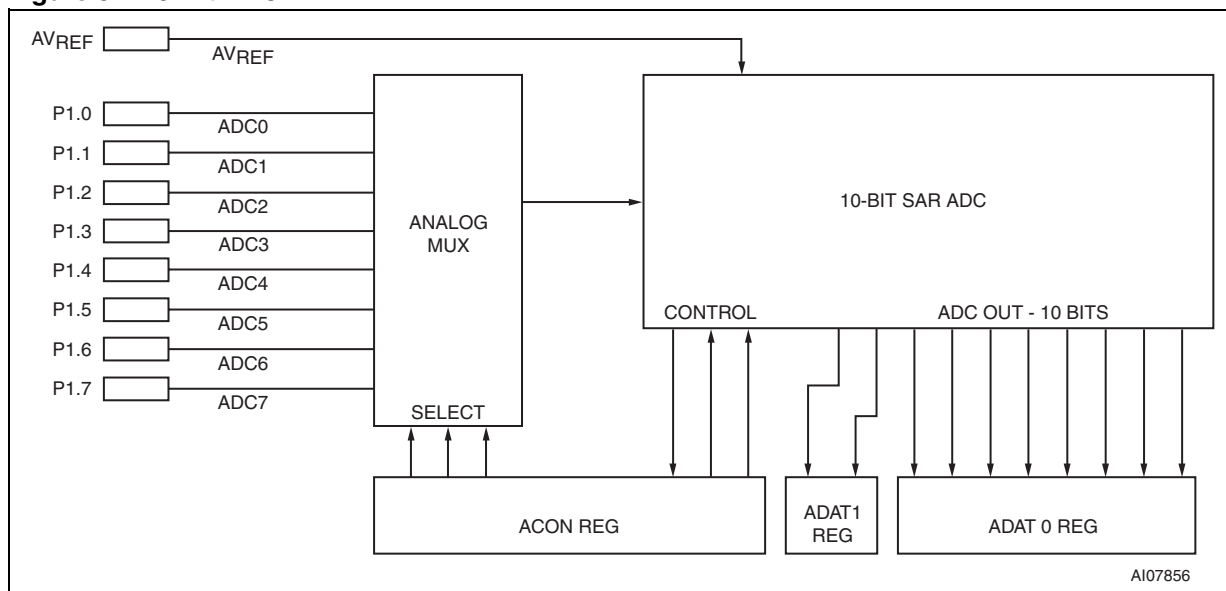 AVREF
AVREF
P1.0
ADC0
P1.1
ADC1
P1.2
ADC2
P1.3
ADC3
P1.4
ADC4
P1.5
ADC5
P1.6
ADC6
P1.7
ADC7
ANALOG
MUX
SELECT
10-BIT SAR ADC
CONTROL
ADC OUT - 10 BITS
ACON REG
ADAT1
REG
ADAT 0 REG
AI07856